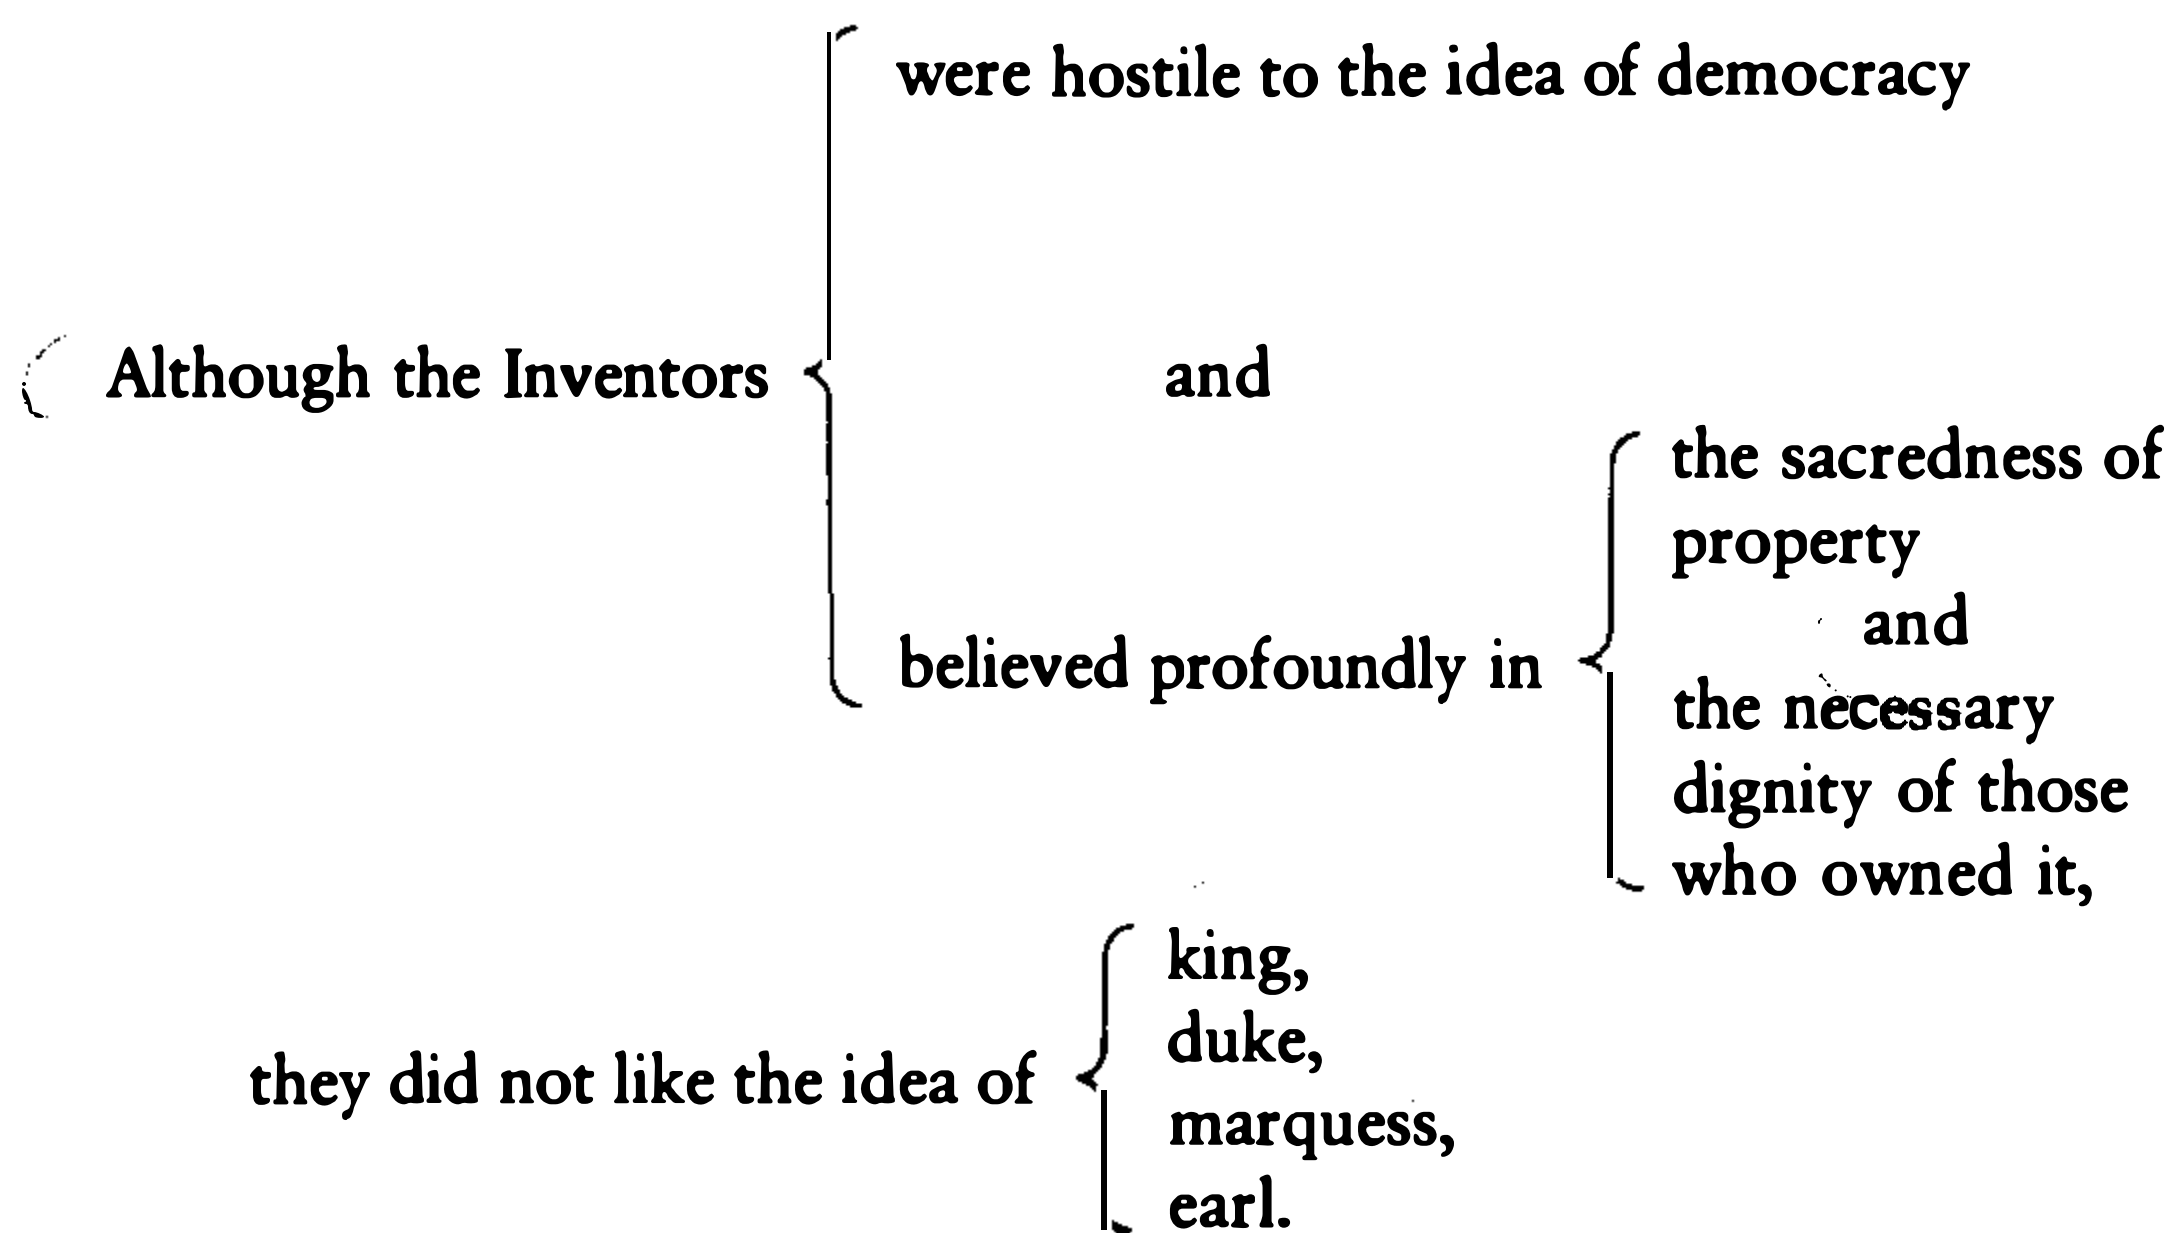 were hostile to the idea of democracy
Although the Inventors
and
believed profoundly in
the sacredness of
property
and
the necessary
dignity of those
who owned it,
they did not like the idea of
king,
duke,
marquess,
earl.